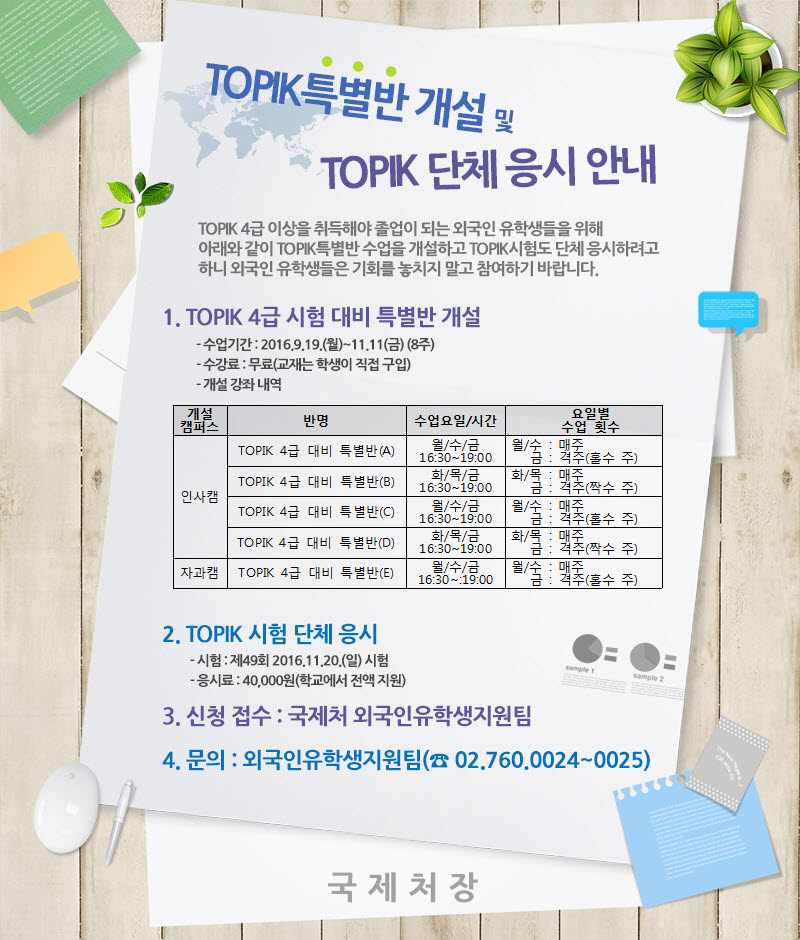 TOPIK특별반 개설 및
TOPIK 단체 응시 안내
TOPIK 4급 이상을 취득해야 졸업이 되는 외국인 유학생들을 위해
아래와 같이 TOPIK특별반 수업을 개설하고 TOPIK시험도 단체 응시하려고
하니 외국인 유학생들은 기회를 놓치지 말고 참여하기 바랍니다.
1. TOPIK 4급 시험 대비 특별반 개설
- 수업기간 : 2016.9.19.(월)~11.11(금) (8주)
- 수강료 : 무료(교재는 학생이 직접 구입)
- 개설 강좌 내역
개설 캠퍼스 반명 수업요일/시간 요일별 수업 횟수
인사캠
TOPIK 4급 대비 특별반(A) 월/수/금 16:30~19:00 월/수 : 매주 금 : 격주(홀수 주)
TOPIK 4급 대비 특별반(B) 화/목/금 16:30~19:00 화/목 : 매주 금 : 격주(짝수 주)
TOPIK 4급 대비 특별반(C) 월/수/금 16:30~19:00 월/수 : 매주 금 : 격주(홀수 주)
TOPIK 4급 대비 특별반(D) 화/목/금 16:30~19:00 화/목 : 매주 금 : 격주(짝수 주)
자과캠 TOPIK 4급 대비 특별반(E) 월/수/금 16:30~:19:00 월/수 : 매주 금 : 격주(홀수 주)
2. TOPIK 시험 단체 응시
- 시험 : 제49회 2016.11.20.(일) 시험
- 응시료 : 40,000원(학교에서 전액 지원)
sample 1
sample 2
3. 신청 접수 : 국제처 외국인유학생지원팀
4. 문의 : 외국인유학생지원팀(☎ 02.760.0024~0025)
국 제 처 장